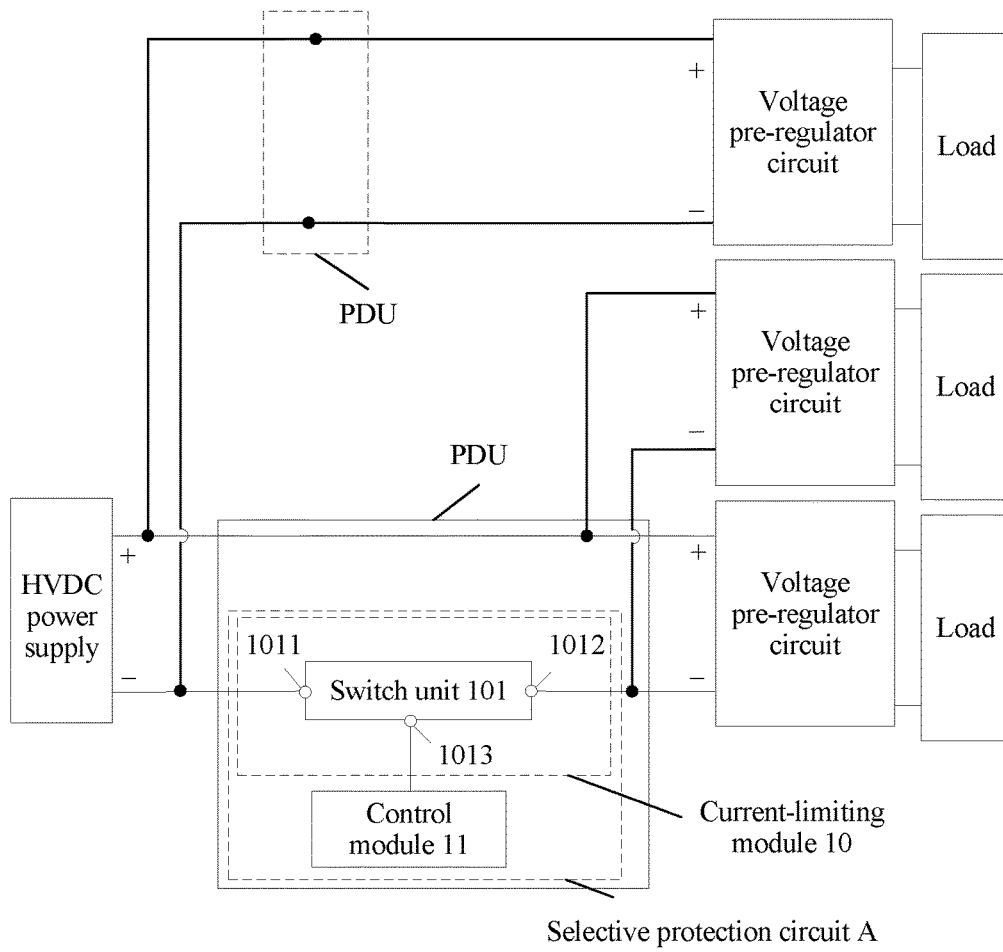 +
−
Voltage
pre-regulator
circuit
Load
PDU
+
−
Voltage
pre-regulator
circuit
Load
PDU
HVDC
power
supply
+
−
+
−
Voltage
pre-regulator
circuit
Load
1011
1012
Switch unit 101
1013
Control
module 11
Current-limiting
module 10
Selective protection circuit A